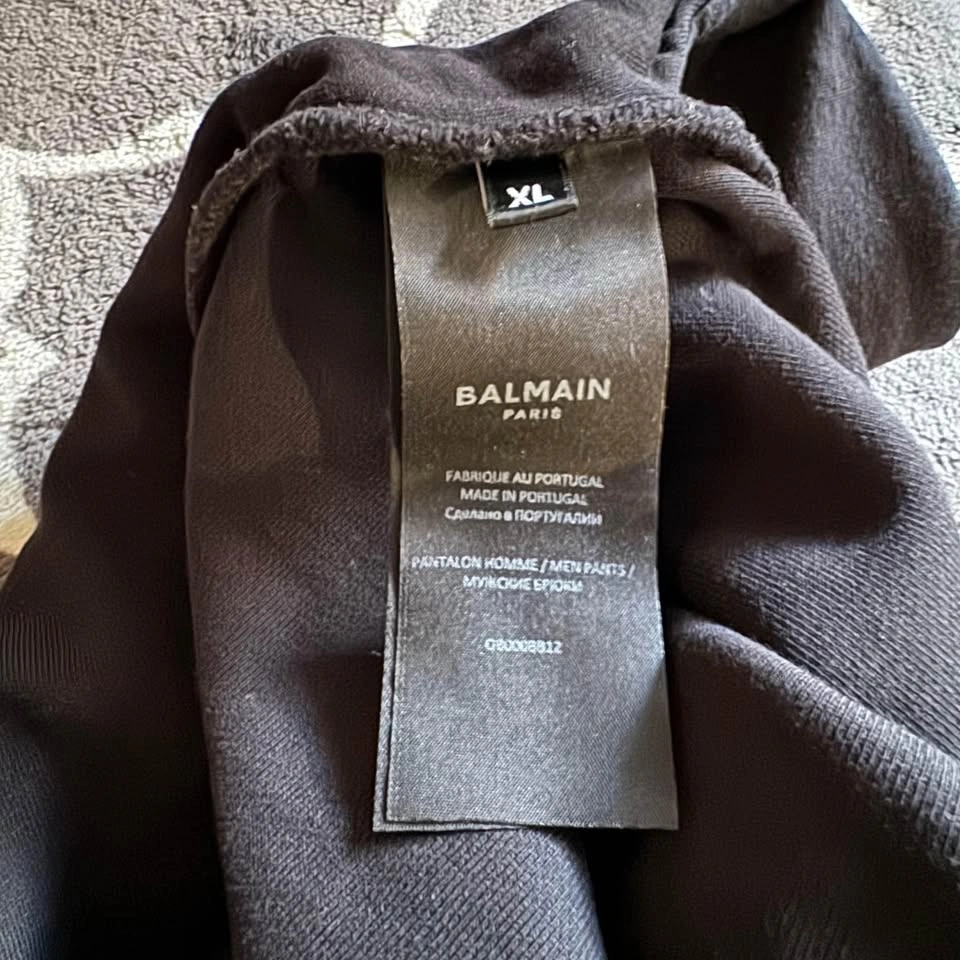 XL
BALMAIN
PARIS
FABRIQUE AU PORTUGAL
MADE IN PORTUGAL
Сделано в ПОРТУГАЛИИ
PANTALON HOMME / MEN PANTS /
МУЖСКИЕ БРЮКИ